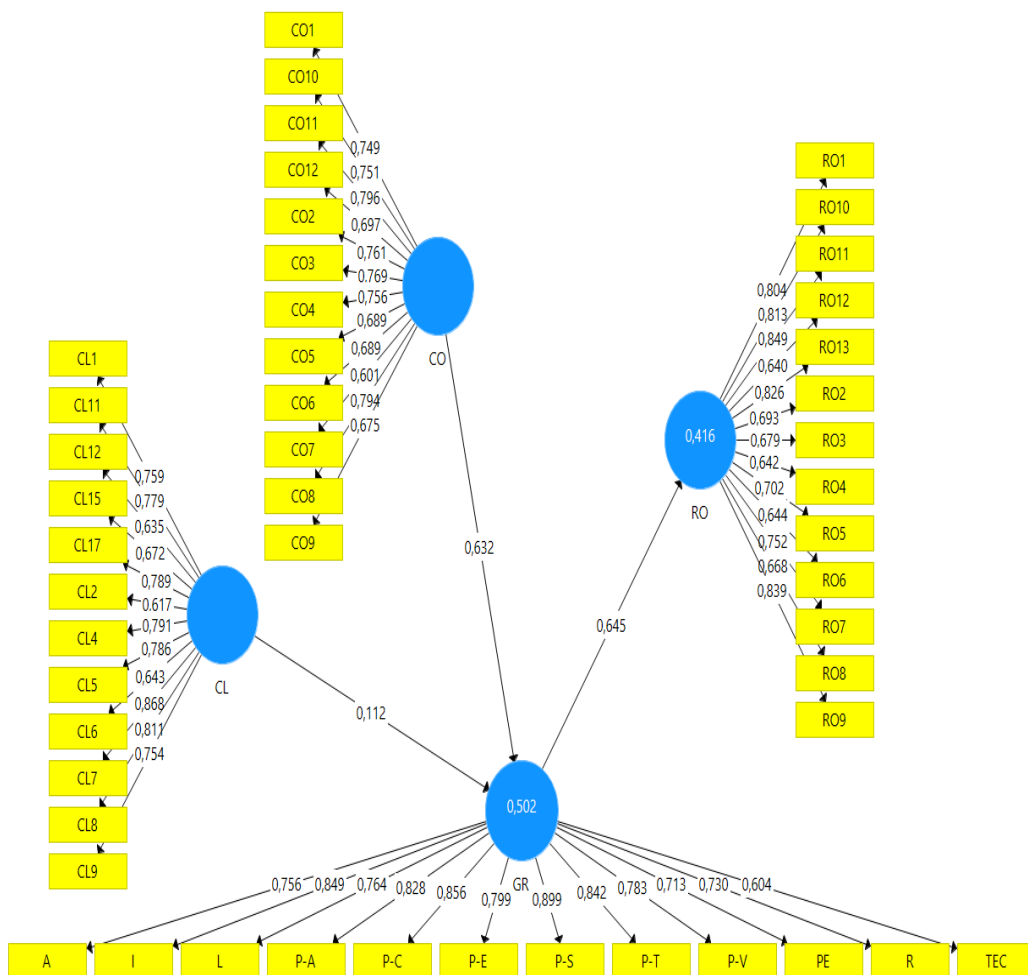 CO1
CO10
CO11
CO12
CO2
CO3
CO4
CO5
CO6
CO7
CO8
CO9
0,749
0,751
0,796
0,697
0,761
0,769
0,756
0,689
0,689
0,601
0,794
0,675
CO
RO1
RO10
RO11
RO12
RO13
RO2
RO3
RO4
RO5
RO6
RO7
RO8
RO9
0,804
0,813
0,849
0,640
0,826
0,693
0,679
0,642
0,702
0,644
0,752
0,668
0,839
0,416
RO
CL1
CL11
CL12
CL15
CL17
CL2
CL4
CL5
CL6
CL7
CL8
CL9
0,759
0,779
0,635
0,672
0,789
0,617
0,791
0,786
0,643
0,868
0,811
0,754
CL
0,632
0,645
0,112
0,502
GR
0,756 0,849 0,764 0,828 0,856 0,799 0,899 0,842 0,783 0,713 0,730 0,604
A I L P-A P-C P-E P-S P-T P-V PE R TEC